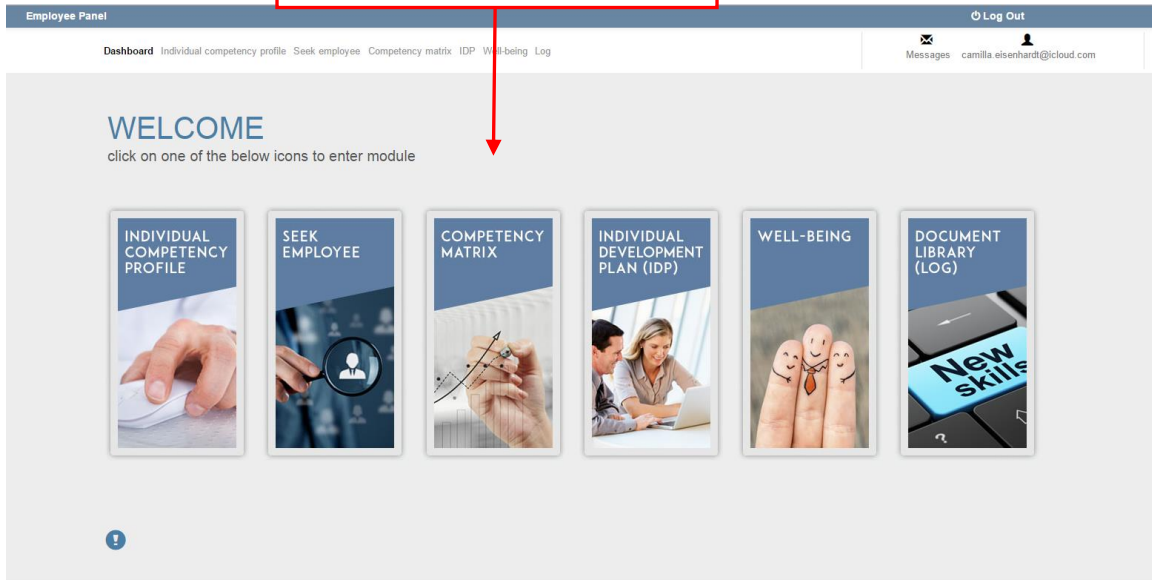 Employee Panel
Log Out
Dashboard Individual competency profile Seek employee Competency matrix IDP Well-being Log
Messages camilla.eisenhardt@icloud.com
WELCOME
click on one of the below icons to enter module
INDIVIDUAL
COMPETENCY
PROFILE
SEEK
EMPLOYEE
COMPETENCY
MATRIX
INDIVIDUAL
DEVELOPMENT
PLAN (IDP)
WELL-BEING
DOCUMENT
LIBRARY
(LOG)
New
skills
?
!